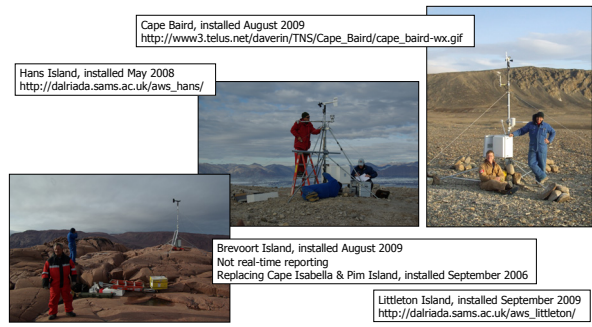 Cape Baird, installed August 2009
http://www3.telus.net/daverin/TNS/Cape_Baird/cape_baird-wx.gif
Hans Island, installed May 2008
http://dalriada.sams.ac.uk/aws_hans/
Brevoort Island, installed August 2009
Not real-time reporting
Replacing Cape Isabella & Pim Island, installed September 2006
Littleton Island, installed September 2009
http://dalriada.sams.ac.uk/aws_littleton/